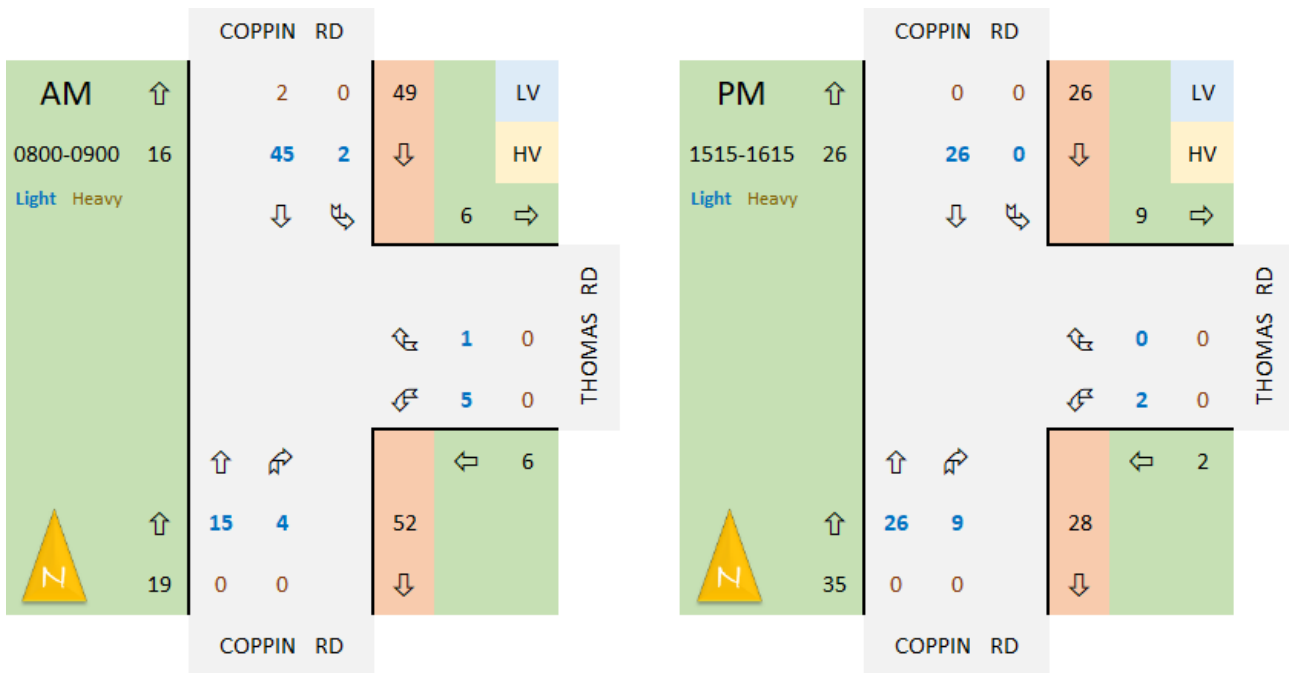 COPPIN RD
AM 2 0 49 LV
0800-0900 16 45 2 HV
Light Heavy
6
THOMAS RD
1 0
5 0
6
15 4 52
N
19 0 0
COPPIN RD
COPPIN RD
PM 0 0 26 LV
1515-1615 26 26 0 HV
Light Heavy
9
THOMAS RD
0 0
2 0
2
26 9 28
N
35 0 0
COPPIN RD